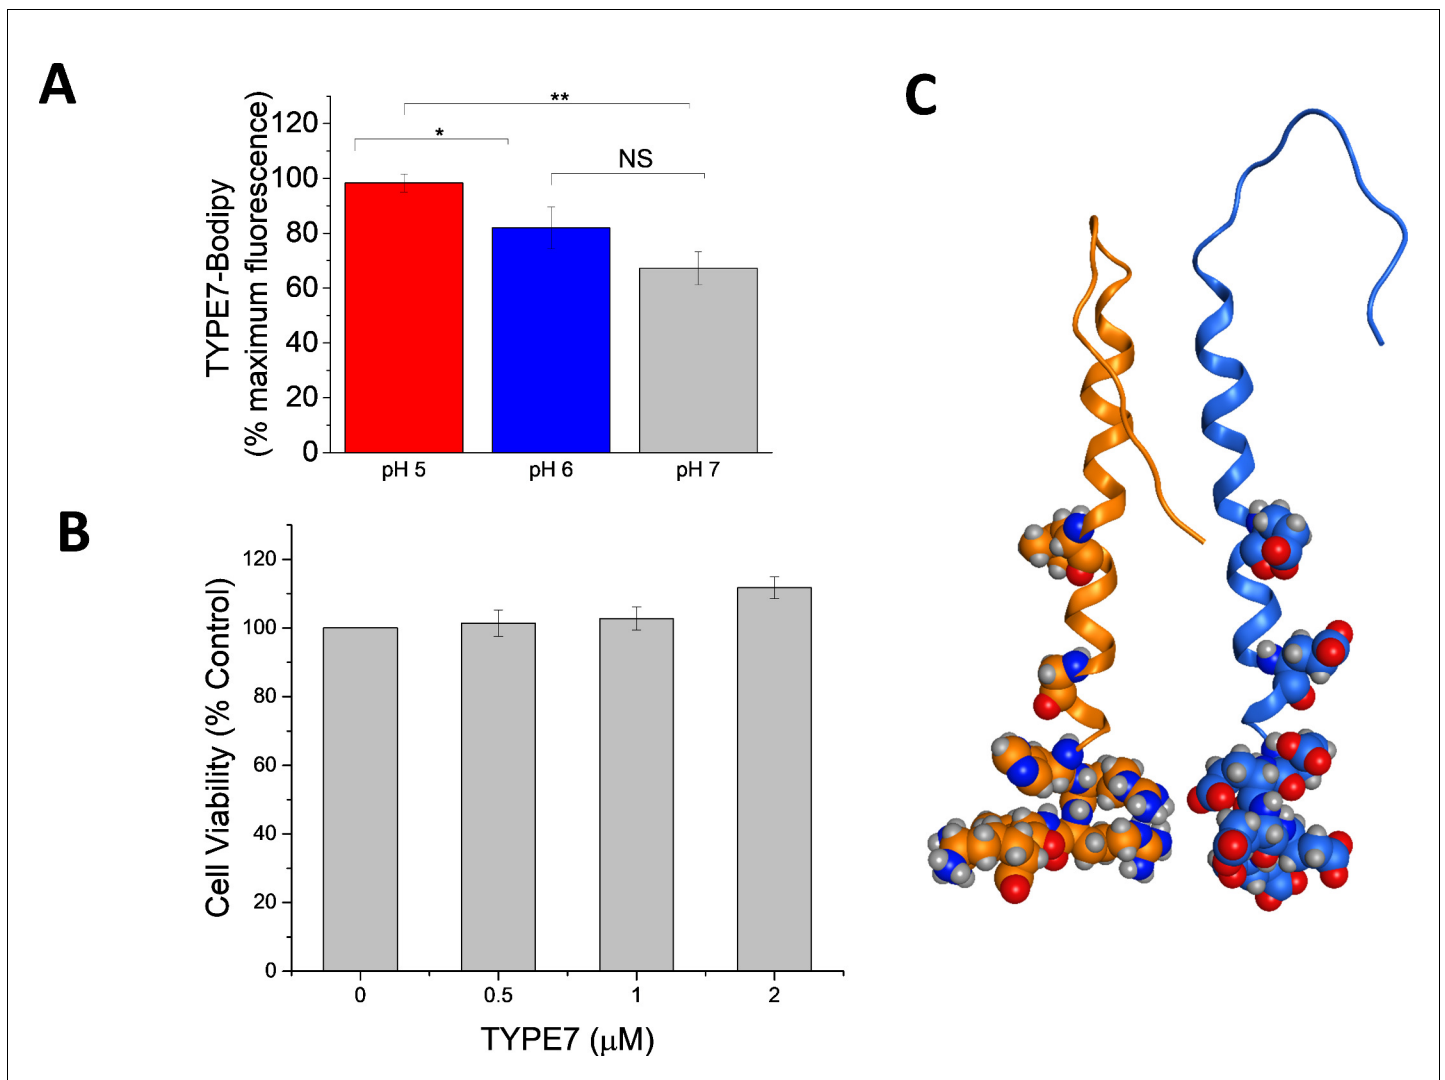 A
TYPE7-Bodipy
(% maximum fluorescence)
120
100
80
60
40
20
0
**
*
NS
pH 5 pH 6 pH 7
B
Cell Viability (% Control)
120
100
80
60
40
20
0
0 0.5 1 2
TYPE7 (μM)
C